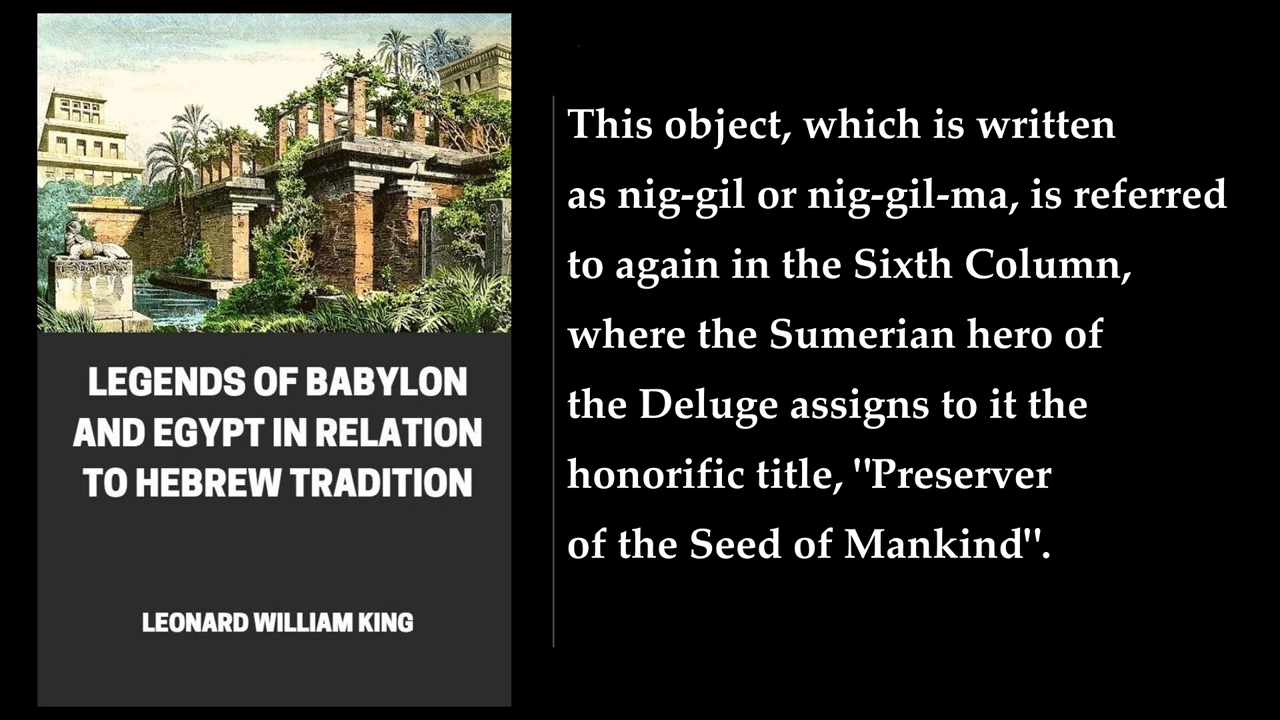 LEGENDS OF BABYLON
AND EGYPT IN RELATION
TO HEBREW TRADITION
LEONARD WILLIAM KING
This object, which is written
as nig-gil or nig-gil-ma, is referred
to again in the Sixth Column,
where the Sumerian hero of
the Deluge assigns to it the
honorific title, "Preserver
of the Seed of Mankind".